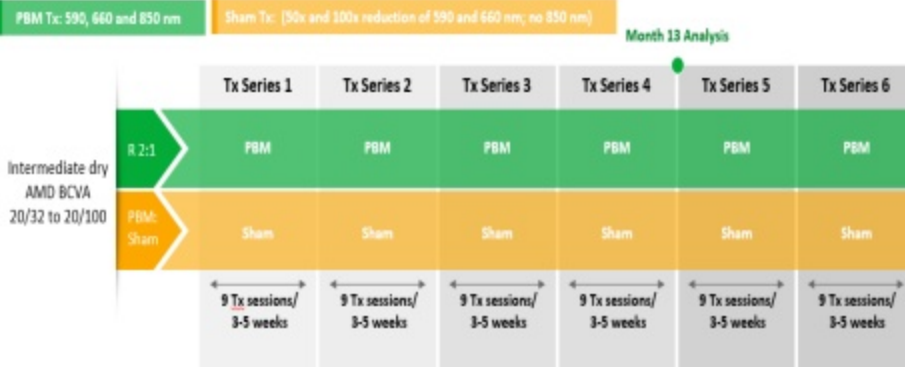 PBM Tx: 590, 660 and 850 nm
Sham Tx: (50x and 100x reduction of 590 and 660 nm; no 850 nm)
Month 13 Analysis
Tx Series 1
Tx Series 2
Tx Series 3
Tx Series 4
Tx Series 5
Tx Series 6
Intermediate dry
AMD BCVA
20/32 to 20/100
R 2:1
PBM
PBM
PBM
PBM
PBM
PBM
PBM:
Sham
Sham
Sham
Sham
Sham
Sham
Sham
9 Tx sessions/
3-5 weeks
9 Tx sessions/
3-5 weeks
9 Tx sessions/
3-5 weeks
9 Tx sessions/
3-5 weeks
9 Tx sessions/
3-5 weeks
9 Tx sessions/
3-5 weeks